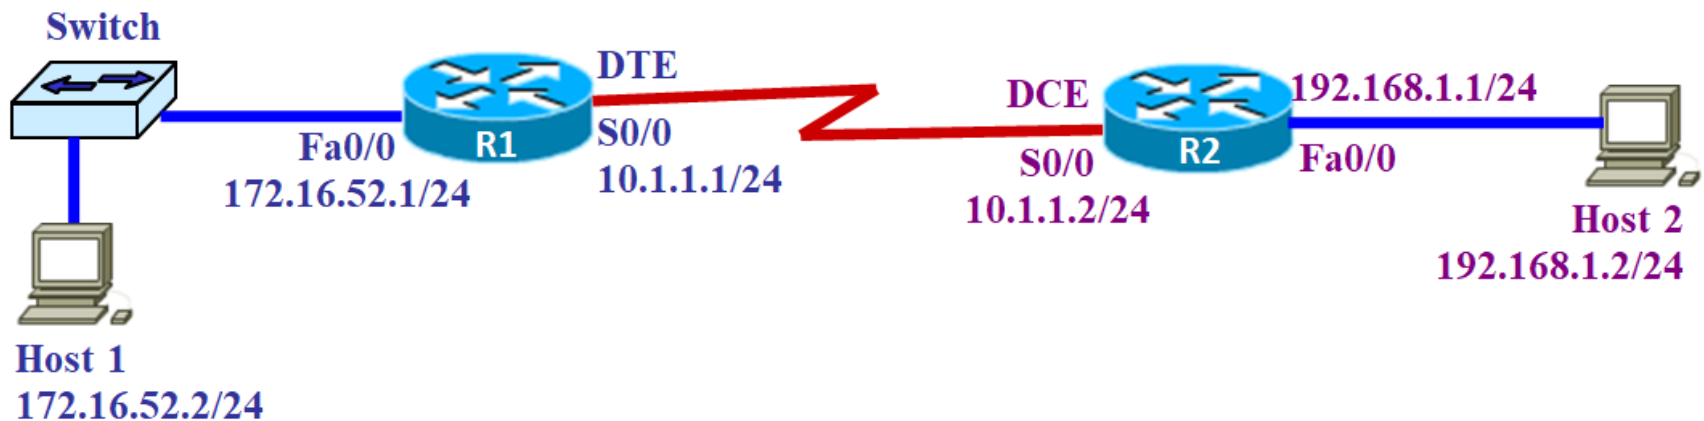 Switch
DTE
R1
Fa0/0
S0/0
172.16.52.1/24
10.1.1.1/24
Host 1
172.16.52.2/24
DCE
192.168.1.1/24
R2
S0/0
Fa0/0
10.1.1.2/24
Host 2
192.168.1.2/24